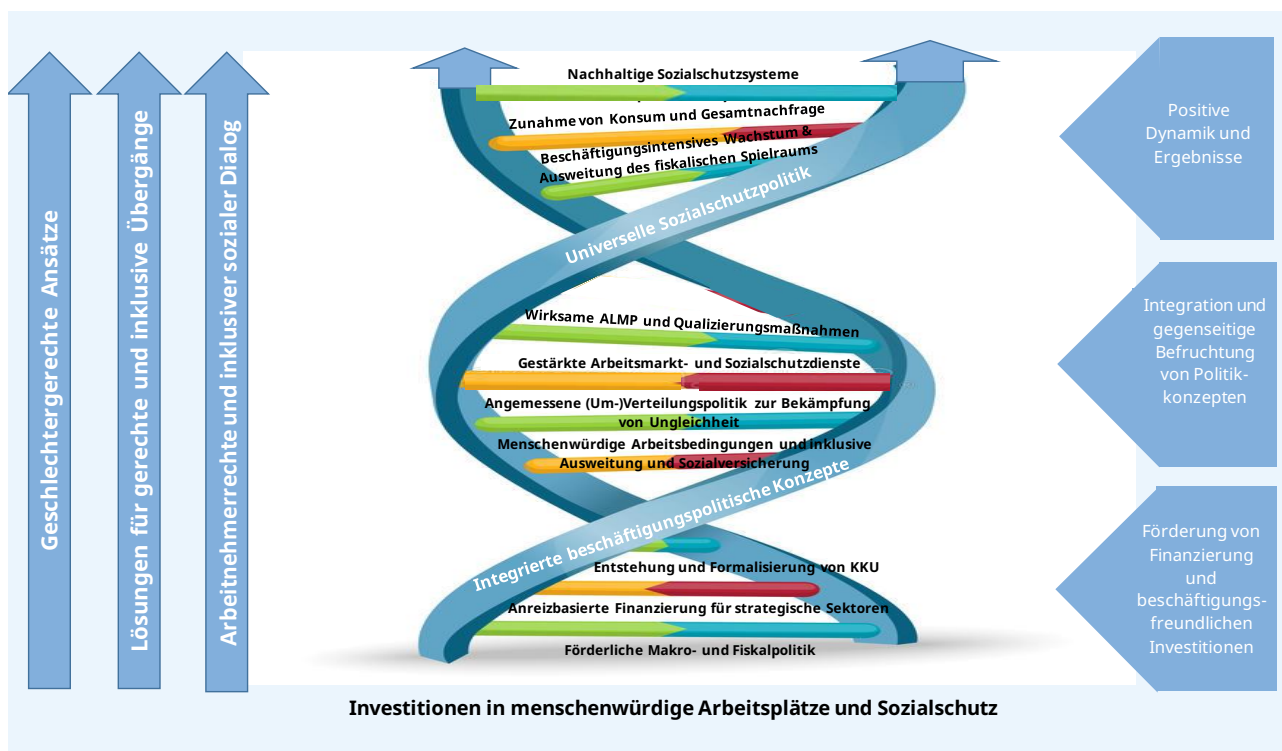 Geschlechtergerechte Ansätze
Lösungen für gerechte und inklusive Übergänge
Arbeitnehmerrechte und inklusiver sozialer Dialog
Nachhaltige Sozialschutzsysteme
Zunahme von Konsum und Gesamtnachfrage
Beschäftigungsintensives Wachstum &
Ausweitung des fiskalischen Spielraums
Universelle Sozialschutzpolitik
Wirksame ALMP und Qualizierungsmaßnahmen
Gestärkte Arbeitsmarkt- und Sozialschutzdienste
Angemessene (Um-)Verteilungspolitik zur Bekämpfung
von Ungleichheit
Menschenwürdige Arbeitsbedingungen und inklusive
Ausweitung und Sozialversicherung
Integrierte beschäftigungspolitische Konzepte
Entstehung und Formalisierung von KKU
Anreizbasierte Finanzierung für strategische Sektoren
Förderliche Makro- und Fiskalpolitik
Positive
Dynamik und
Ergebnisse
Integration und
gegenseitige
Befruchtung
von Politik-
konzepten
Förderung von
Finanzierung
und
beschäftigungs-
freundlichen
Investitionen
Investitionen in menschenwürdige Arbeitsplätze und Sozialschutz